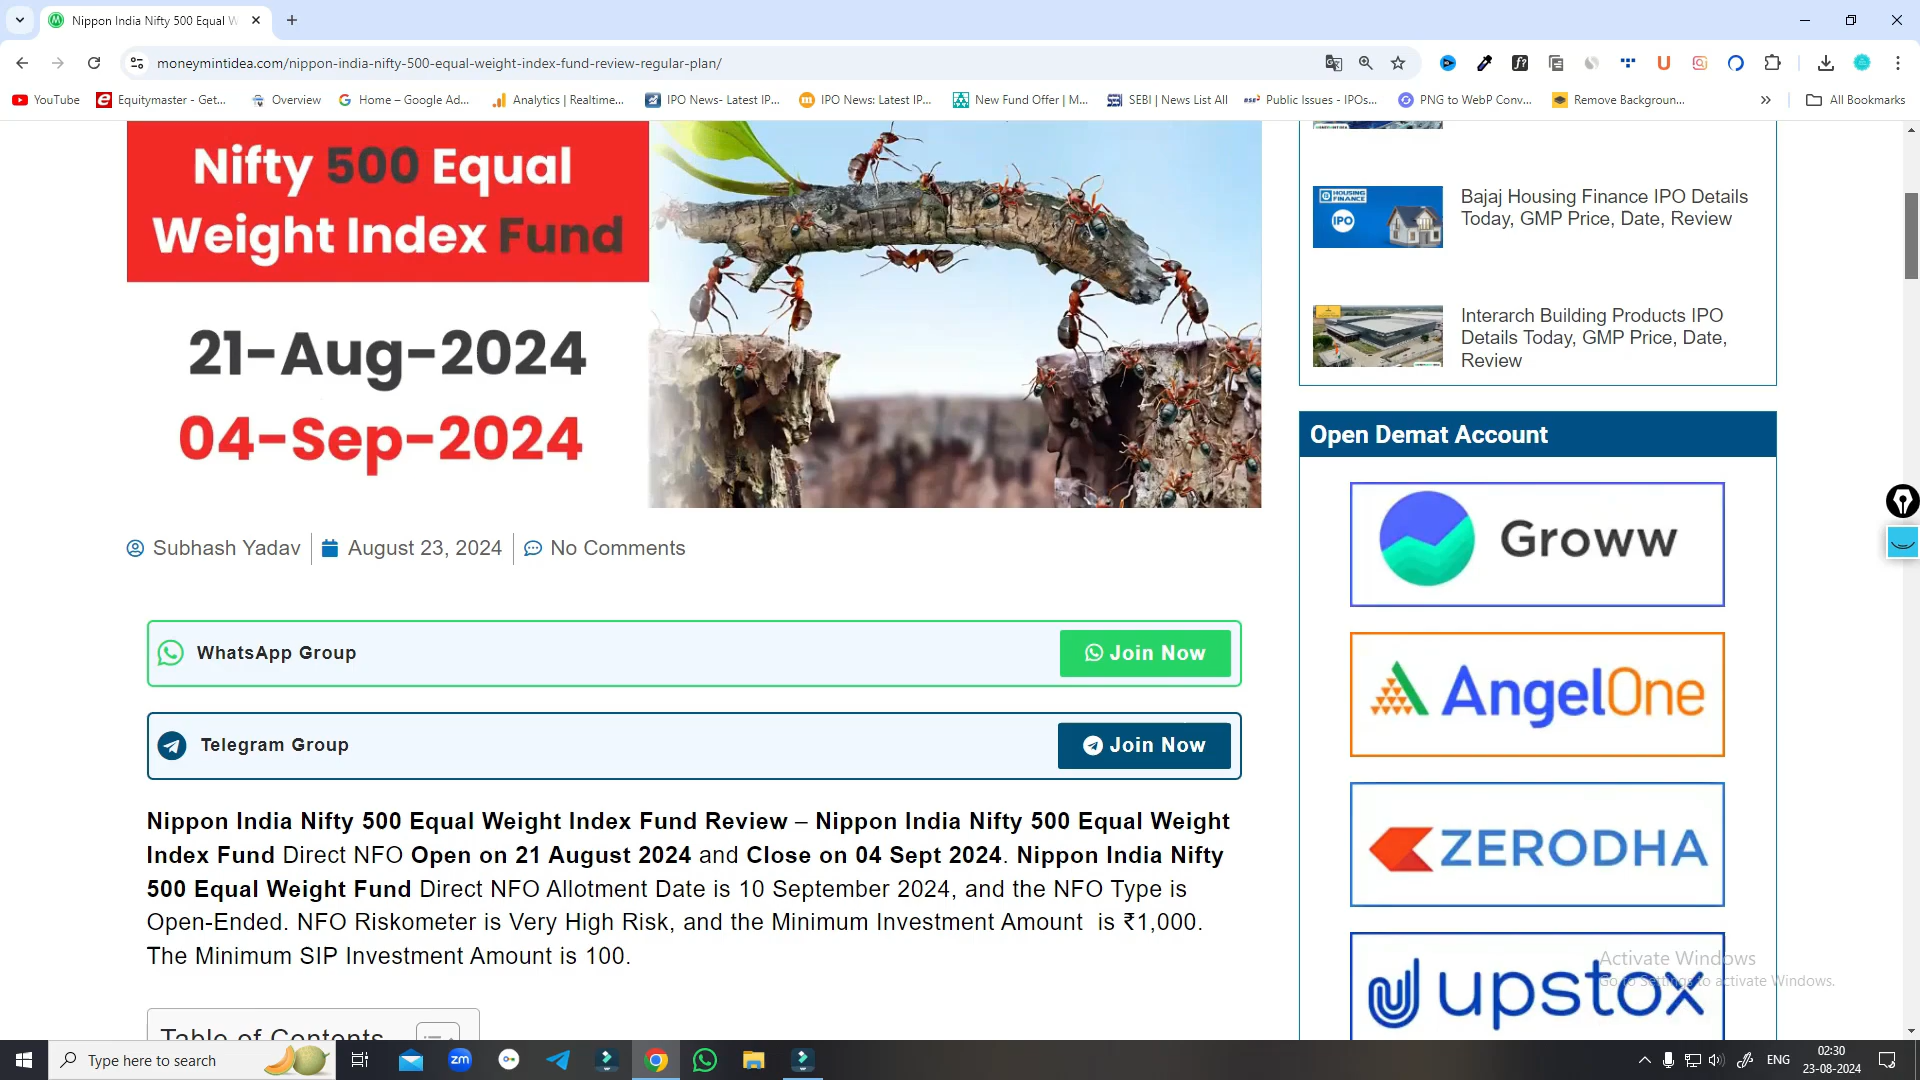 Nippon India Nifty 500 Equal W
moneymintidea.com/nippon-india-nifty-500-equal-weight-index-fund-review-regular-plan/
YouTube
Equitymaster - Get...
Overview
Home – Google Ad...
Analytics | Realtime...
IPO News- Latest IP...
IPO News: Latest IP...
New Fund Offer | M...
SEBI | News List All
Public Issues - IPOs...
PNG to WebP Conv...
Remove Backgroun...
All Bookmarks
Nifty 500 Equal
Weight Index Fund
21-Aug-2024
04-Sep-2024
HOUSING
FINANCE
IPO
Bajaj Housing Finance IPO Details
Today, GMP Price, Date, Review
Interarch Building Products IPO
Details Today, GMP Price, Date,
Review
Open Demat Account
Groww
AngelOne
ZERODHA
upstox
Subhash Yadav
August 23, 2024
No Comments
WhatsApp Group
Join Now
Telegram Group
Join Now
Nippon India Nifty 500 Equal Weight Index Fund Review – Nippon India Nifty 500 Equal Weight
Index Fund Direct NFO Open on 21 August 2024 and Close on 04 Sept 2024. Nippon India Nifty
500 Equal Weight Fund Direct NFO Allotment Date is 10 September 2024, and the NFO Type is
Open-Ended. NFO Riskometer is Very High Risk, and the Minimum Investment Amount is ₹1,000.
The Minimum SIP Investment Amount is 100.
Table of Contents
Activate Windows
Go to Settings to activate Windows.
Type here to search
zm
ENG
02:30
23-08-2024